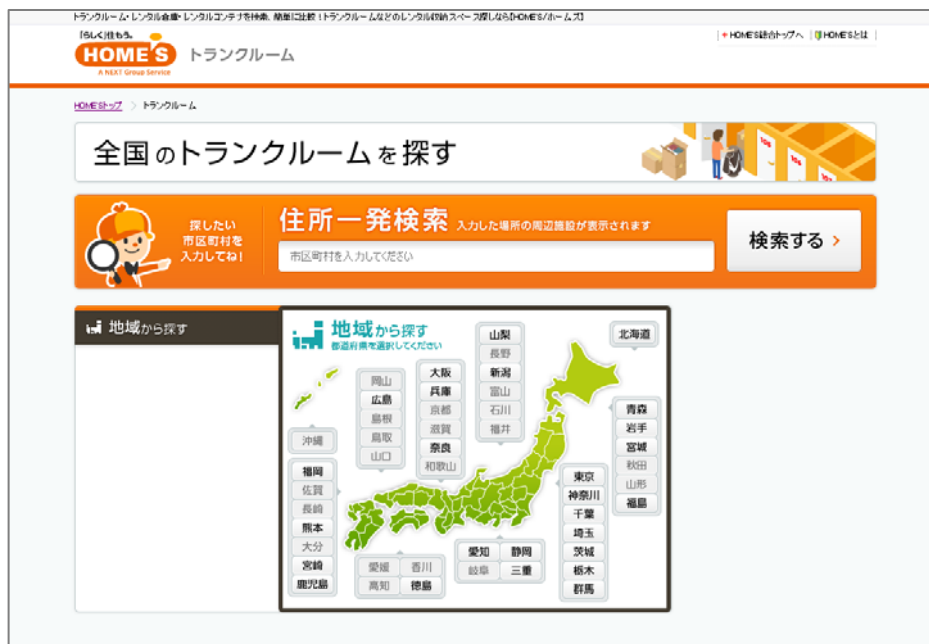 トランクルーム・レンタル倉庫・レンタルコンテナを検索、簡単に比較！トランクルームなどのレンタル収納スペース探しなら【HOME'S/ホームズ】
「らしく」住もう。
HOME'S トランクルーム
A NEXT Group Service
HOME'S総合トップへ
HOME'Sとは
HOME'Sトップ > トランクルーム
全国のトランクルームを探す
探したい
市区町村を
入力してね！
住所一発検索 入力した場所の周辺施設が表示されます
市区町村を入力してください
検索する
地域から探す
地域から探す
都道府県を選択してください
山梨
長野
新潟
富山
石川
福井
北海道
大阪
兵庫
京都
滋賀
奈良
和歌山
岡山
広島
島根
鳥取
山口
沖縄
福岡
佐賀
長崎
熊本
大分
宮崎
鹿児島
青森
岩手
宮城
秋田
山形
福島
東京
神奈川
千葉
埼玉
茨城
栃木
群馬
愛知 静岡
岐阜 三重
愛媛 香川
高知 徳島